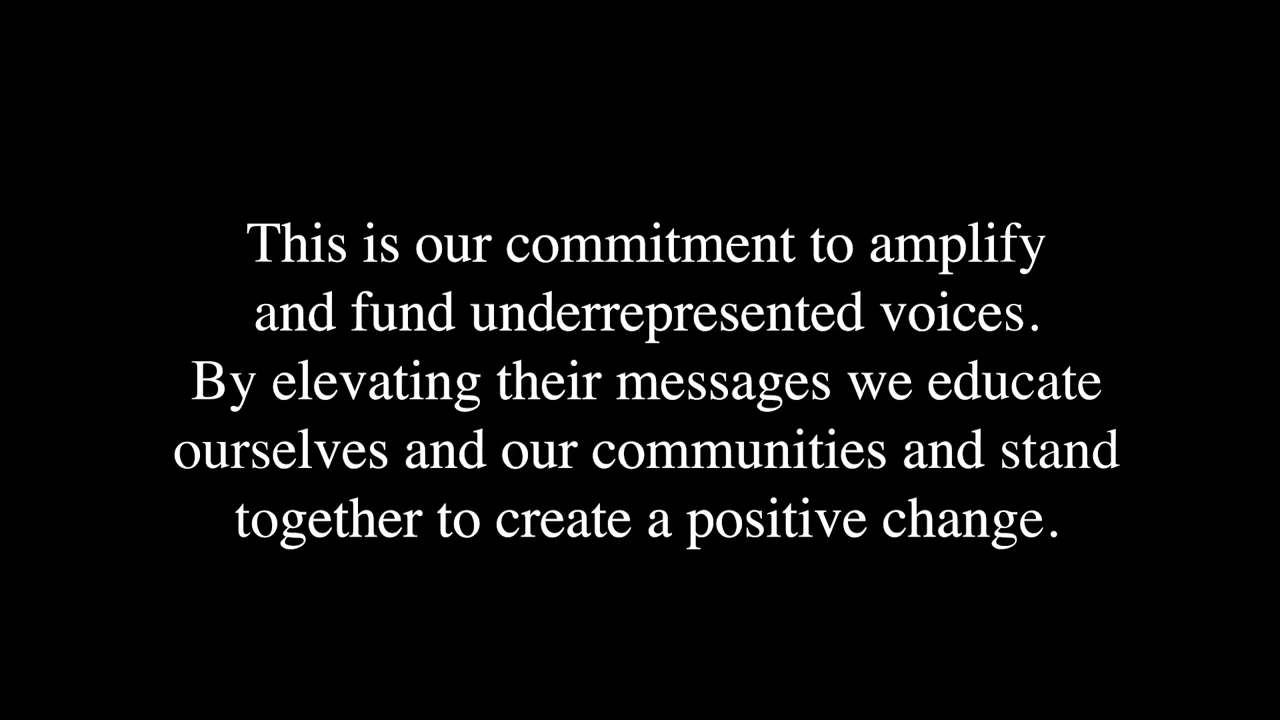 This is our commitment to amplify
and fund underrepresented voices.
By elevating their messages we educate
ourselves and our communities and stand
together to create a positive change.